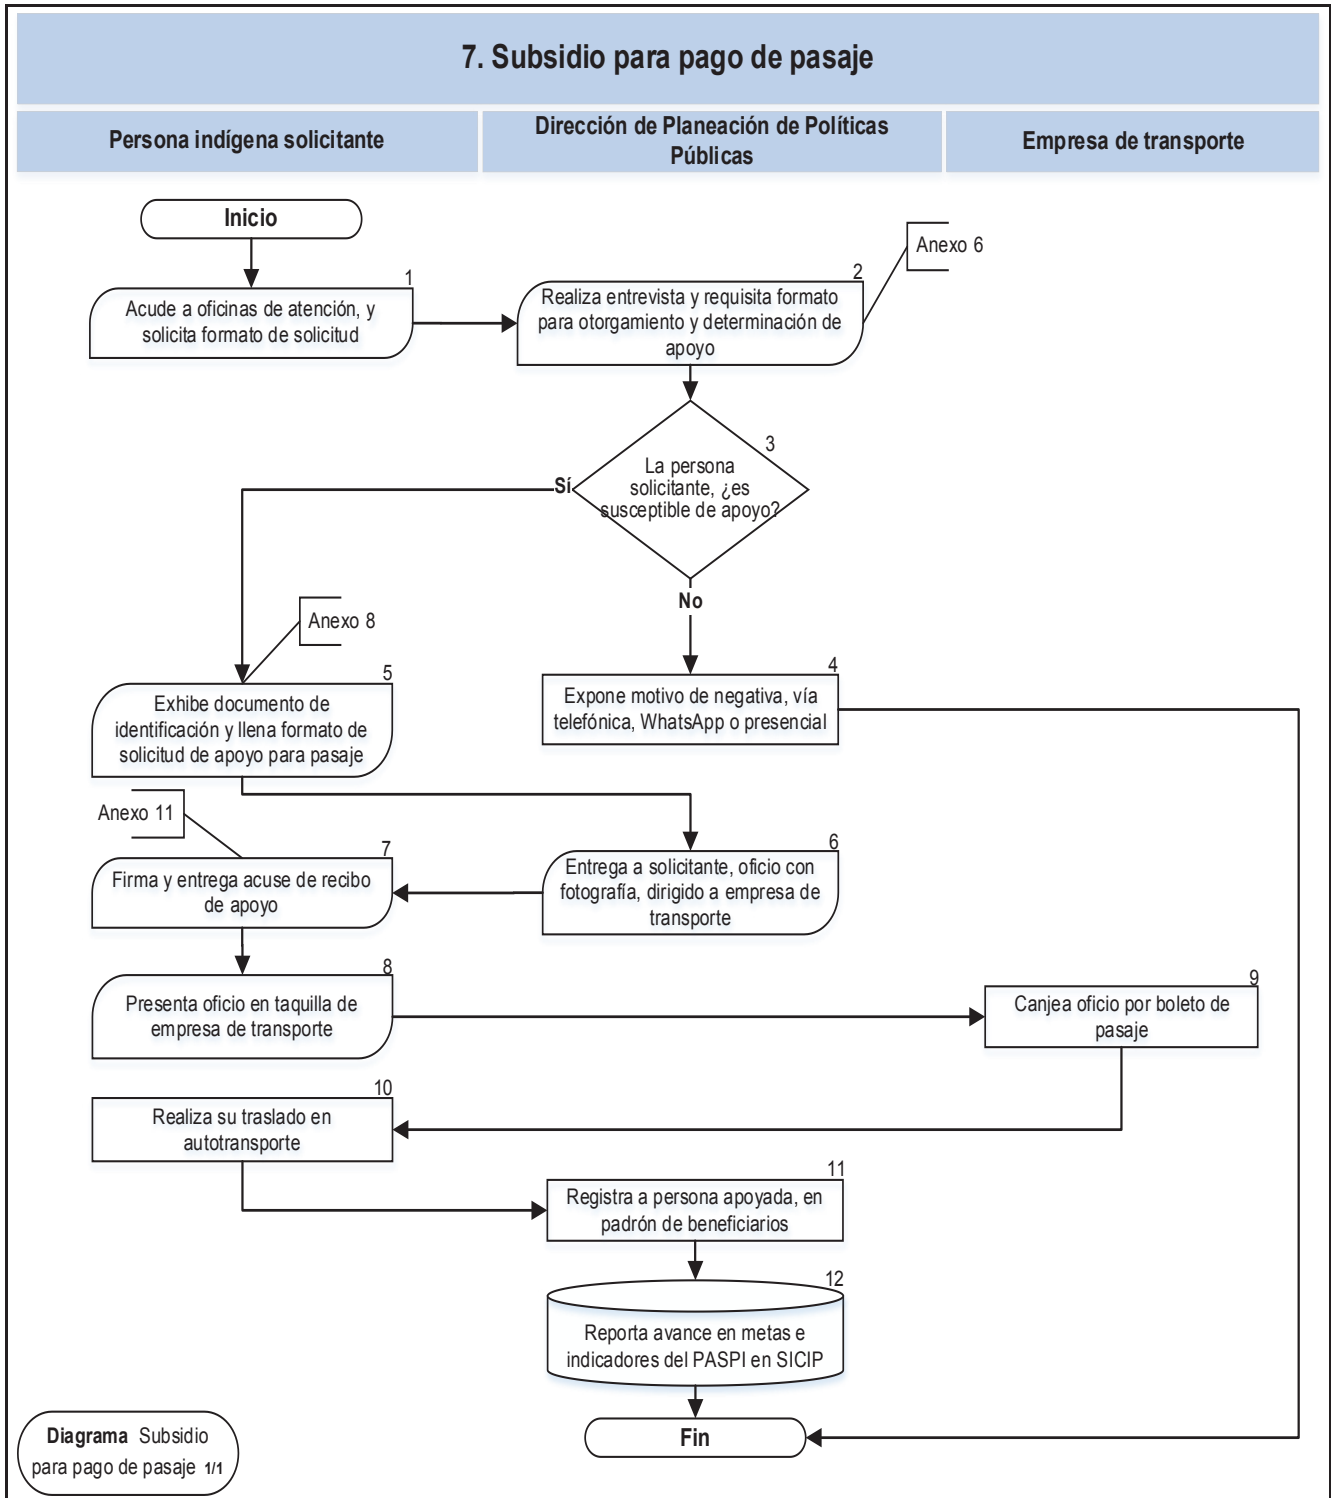 7. Subsidio para pago de pasaje
Persona indígena solicitante
Dirección de Planeación de Políticas
Públicas
Empresa de transporte
Inicio
Anexo 6
1
Acude a oficinas de atención, y
solicita formato de solicitud
2
Realiza entrevista y requisita formato
para otorgamiento y determinación de
apoyo
3
La persona
solicitante, ¿es
susceptible de apoyo?
Sí
No
Anexo 8
4
Expone motivo de negativa, vía
telefónica, WhatsApp o presencial
5
Exhibe documento de
identificación y llena formato de
solicitud de apoyo para pasaje
Anexo 11
6
Entrega a solicitante, oficio con
fotografía, dirigido a empresa de
transporte
7
Firma y entrega acuse de recibo
de apoyo
8
Presenta oficio en taquilla de
empresa de transporte
9
Canjea oficio por boleto de
pasaje
10
Realiza su traslado en
autotransporte
11
Registra a persona apoyada, en
padrón de beneficiarios
12
Reporta avance en metas e
indicadores del PASPI en SICIP
Fin
Diagrama Subsidio
para pago de pasaje 1/1